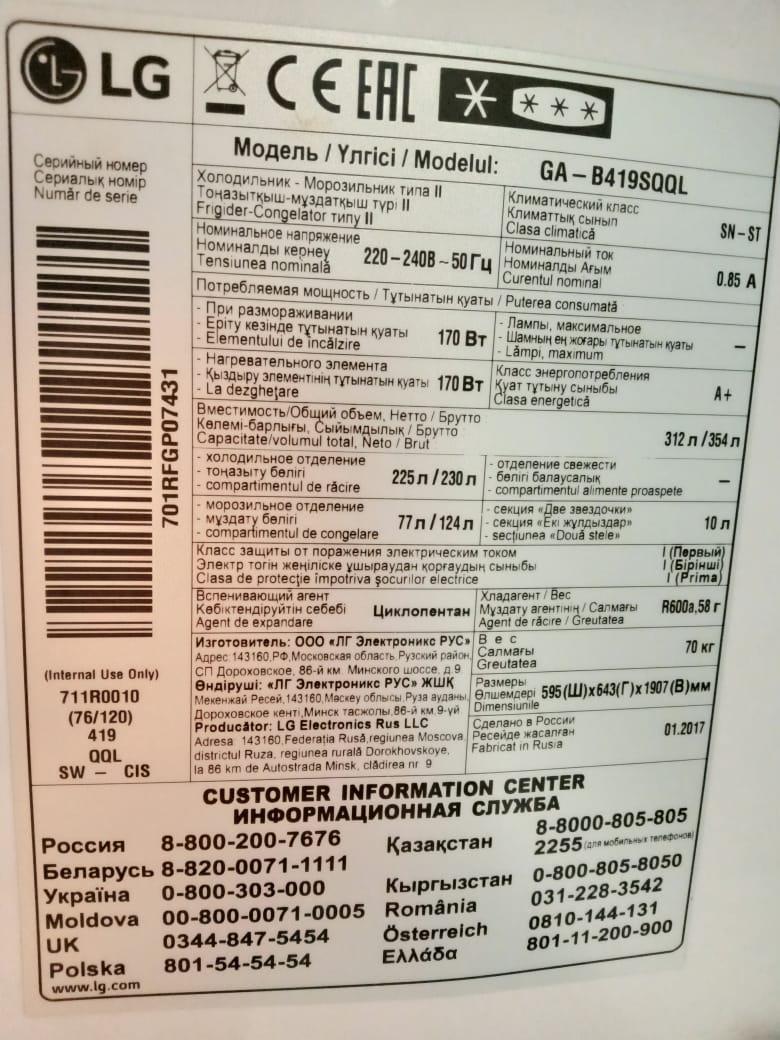 LG
CE EAC
Серийный номер
Сериалық нөмір
Număr de serie
701RFGP07431
(Internal Use Only)
711R0010
(76/120)
419
QQL
SW – CIS
Модель / Үлгісі / Modelul: GA – B419SQQL
Холодильник - Морозильник типа II
Тоңазытқыш-мұздатқыш түрі II
Frigider-Congelator типу II
Климатический класс
Климаттық сынып
Clasa climatică
SN – ST
Номинальное напряжение
Номиналды кернеу
Tensiunea nominală
220 – 240В ~ 50 Гц
Номинальный ток
Номиналды Ағым
Curentul nominal
0.85 А
Потребляемая мощность / Тұтынатын қуаты / Puterea consumată
- При размораживании
- Еріту кезінде тұтынатын қуаты
- Elementului de încălzire
170 Вт
- Лампы, максимальное
- Шамның ең жоғары тұтынатын қуаты
- Lămpi, maximum
–
- Нагревательного элемента
- Қыздыру элементінің тұтынатын қуаты
- La dezghețare
170 Вт
Класс энергопотребления
Қуат тұтыну сыныбы
Clasa energetică
A+
Вместимость/Общий объем, Нетто / Брутто
Көлемі-барлығы, Сыйымдылық / Брутто
Capacitate/volumul total, Neto / Brut
312 л / 354 л
- холодильное отделение
- тоңазыту бөлігі
- compartimentul de răcire
225 л / 230 л
- отделение свежести
- бөлігі балаусалық
- compartimentul alimente proaspete
–
- морозильное отделение
- мұздату бөлігі
- compartimentul de congelare
77 л / 124 л
- секция «Две звездочки»
- секция «Екі жұлдыздар»
- secțiunea «Două stele»
10 л
Класс защиты от поражения электрическим током
Электр тогін жеңіліске ұшыраудан қорғаудың сыныбы
Clasa de protecție împotriva șocurilor electrice
I (Первый)
I (Бірінші)
I (Prima)
Вспенивающий агент
Көбіктендіруйтін себебі
Agent de expandare
Циклопентан
Хладагент / Вес
Мұздату агентінің / Салмағы
Agent de răcire / Greutatea
R600a,58 г
Изготовитель: ООО «ЛГ Электроникс РУС»
Адрес:143160,РФ,Московская область,Рузский район,
СП Дороховское, 86-й км. Минского шоссе, д.9
Өндіруші: «ЛГ Электроникс РУС» ЖШҚ
Мекенжай Ресей,143160,Маскеу облысы,Руза ауданы,
Дороховское кенті,Минск тасжолы,86-й км,9-үй
Producător: LG Electronics Rus LLC
Adresa: 143160,Federația Rusă,regiunea Moscova,
districtul Ruza, regiunea rurală Dorokhovskoye,
la 86 km de Autostrada Minsk, clădirea nr 9
Вес
Салмағы
Greutatea
70 кг
Размеры
Өлшемдері
Dimensiunile
595 (Ш)x643(Г)x1907(В)мм
Сделано в России
Ресейде жасалған
Fabricat în Rusia
01.2017
CUSTOMER INFORMATION CENTER
ИНФОРМАЦИОННАЯ СЛУЖБА
Россия 8-800-200-7676
Беларусь 8-820-0071-1111
Україна 0-800-303-000
Moldova 00-800-0071-0005
UK 0344-847-5454
Polska 801-54-54-54
www.lg.com
Қазақстан 8-8000-805-805
2255 (для мобильных телефонов)
Кыргызстан 0-800-805-8050
România 031-228-3542
Österreich 0810-144-131
Ελλάδα 801-11-200-900